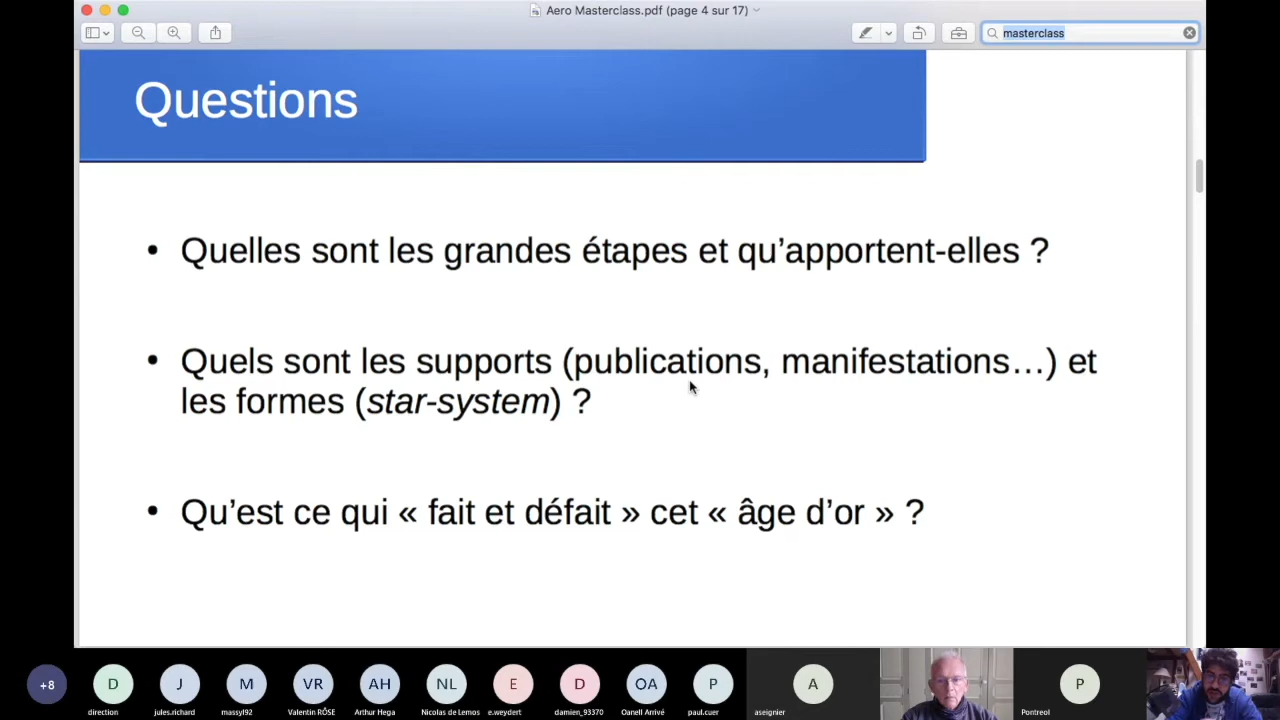 Aero Masterclass.pdf (page 4 sur 17)
masterclass
Questions
• Quelles sont les grandes étapes et qu’apportent-elles ?
• Quels sont les supports (publications, manifestations…) et
les formes (star-system) ?
• Qu’est ce qui « fait et défait » cet « âge d’or » ?
+8
D
J
M
VR
AH
NL
E
D
OA
P
A
P
direction
jules.richard
massyl92
Valentin RÔSE
Arthur Hega
Nicolas de Lemos
e.weydert
damien_93370
Oanell Arrivé
paul.cuer
aseignier
Pontreol